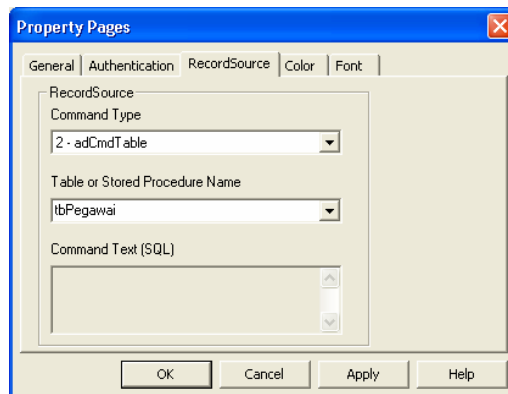 Property Pages
General Authentication RecordSource Color Font
RecordSource
Command Type
2 - adCmdTable
Table or Stored Procedure Name
tbPegawai
Command Text (SQL)
OK Cancel Apply Help